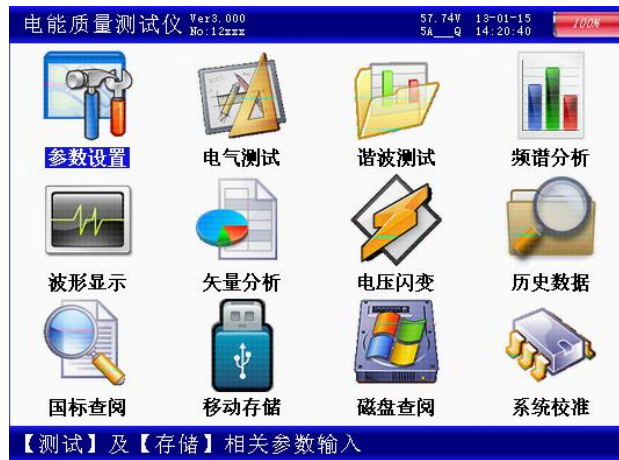 电能质量测试仪 Ver3.000 57.74V 13-01-15 100%
No:12xxx 5A__Q 14:20:40
参数设置 电气测试 谐波测试 频谱分析
波形显示 矢量分析 电压闪变 历史数据
国标查阅 移动存储 磁盘查阅 系统校准
【测试】及【存储】相关参数输入